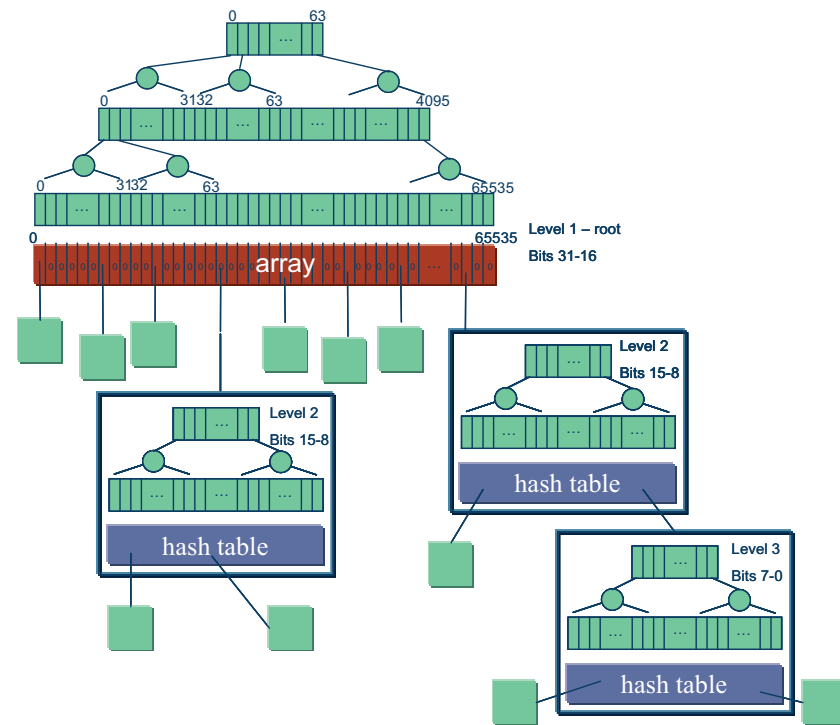 0 63
...
0 3132 63 4095
... ... ... ...
0 3132 63 65535
... ... ... ...
Level 1 – root
0 65535
Bits 31-16
array
...
Level 2
Bits 15-8
...
... ... ...
hash table
Level 2
Bits 15-8
...
... ... ...
hash table
Level 3
Bits 7-0
...
... ... ...
hash table